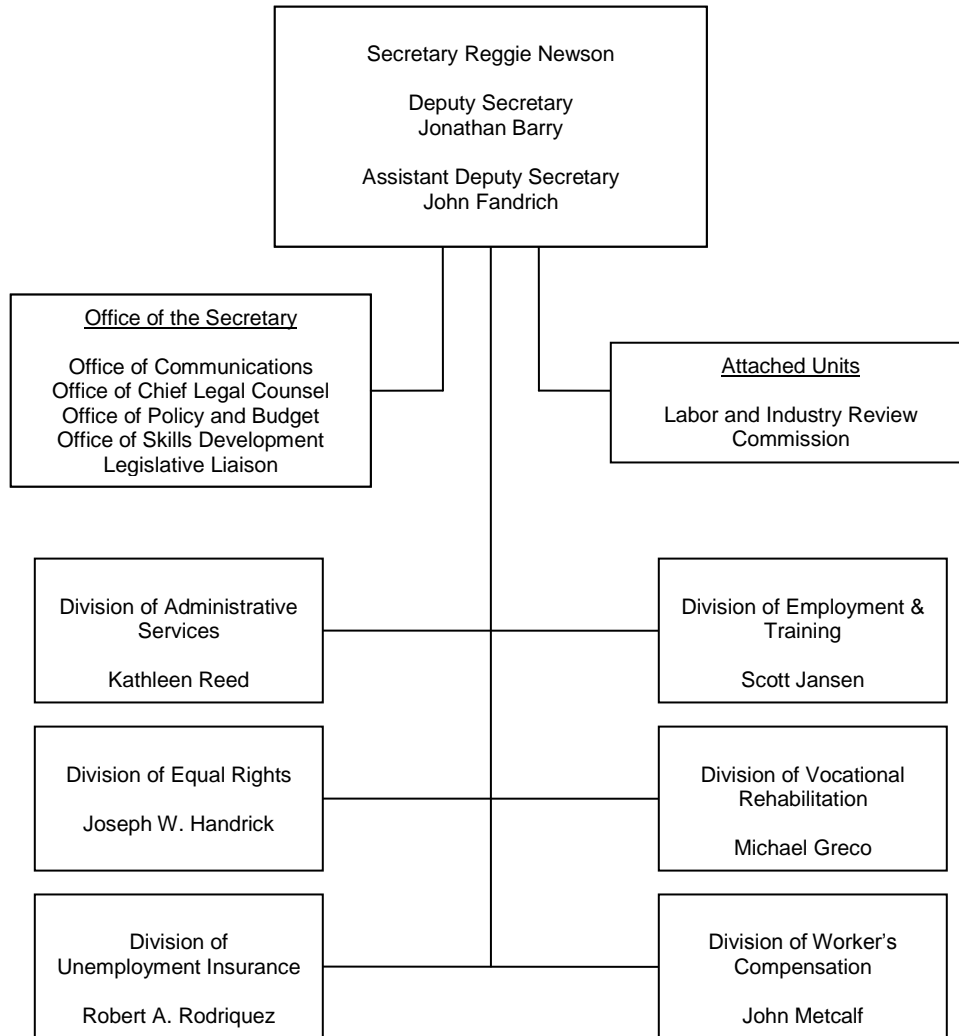 Secretary Reggie Newson
Deputy Secretary
Jonathan Barry
Assistant Deputy Secretary
John Fandrich
Office of the Secretary
Office of Communications
Office of Chief Legal Counsel
Office of Policy and Budget
Office of Skills Development
Legislative Liaison
Attached Units
Labor and Industry Review
Commission
Division of Administrative
Services
Kathleen Reed
Division of Employment &
Training
Scott Jansen
Division of Equal Rights
Joseph W. Handrick
Division of Vocational
Rehabilitation
Michael Greco
Division of
Unemployment Insurance
Robert A. Rodriquez
Division of Worker’s
Compensation
John Metcalf